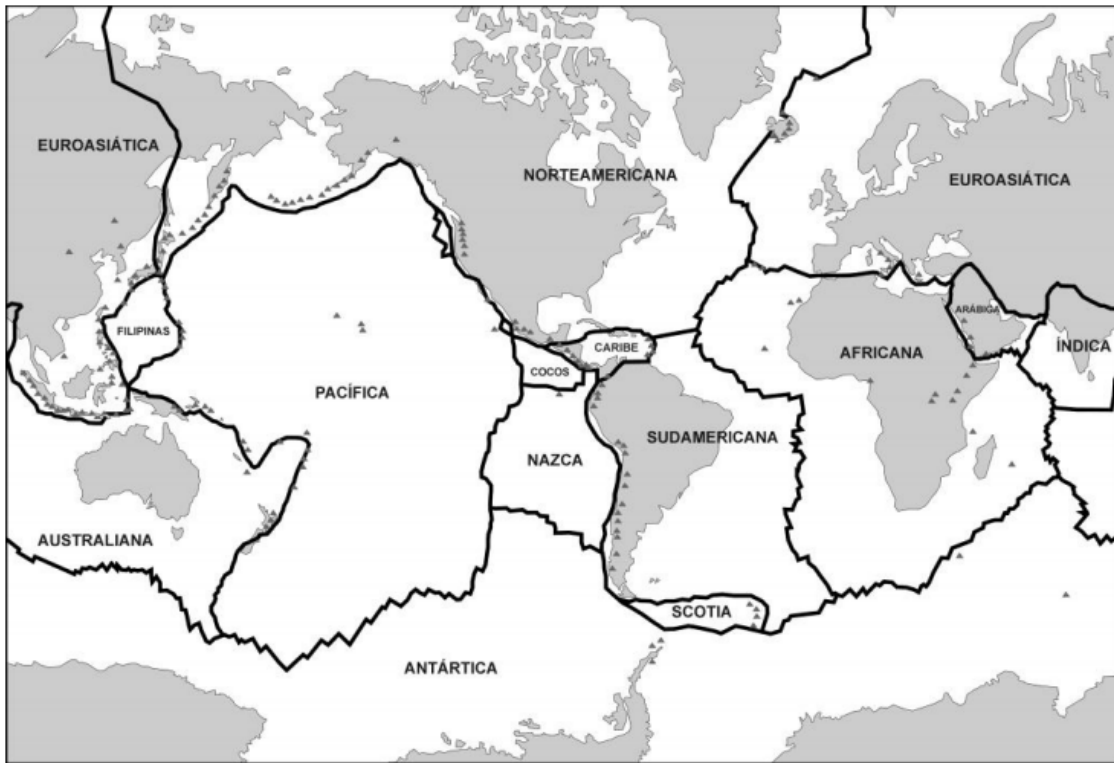 EUROASIÁTICA
NORTEAMERICANA
EUROASIÁTICA
FILIPINAS
ARÁBIGA
CARIBE
ÍNDICA
COCOS
AFRICANA
PACÍFICA
SUDAMERICANA
NAZCA
AUSTRALIANA
SCOTIA
ANTÁRTICA